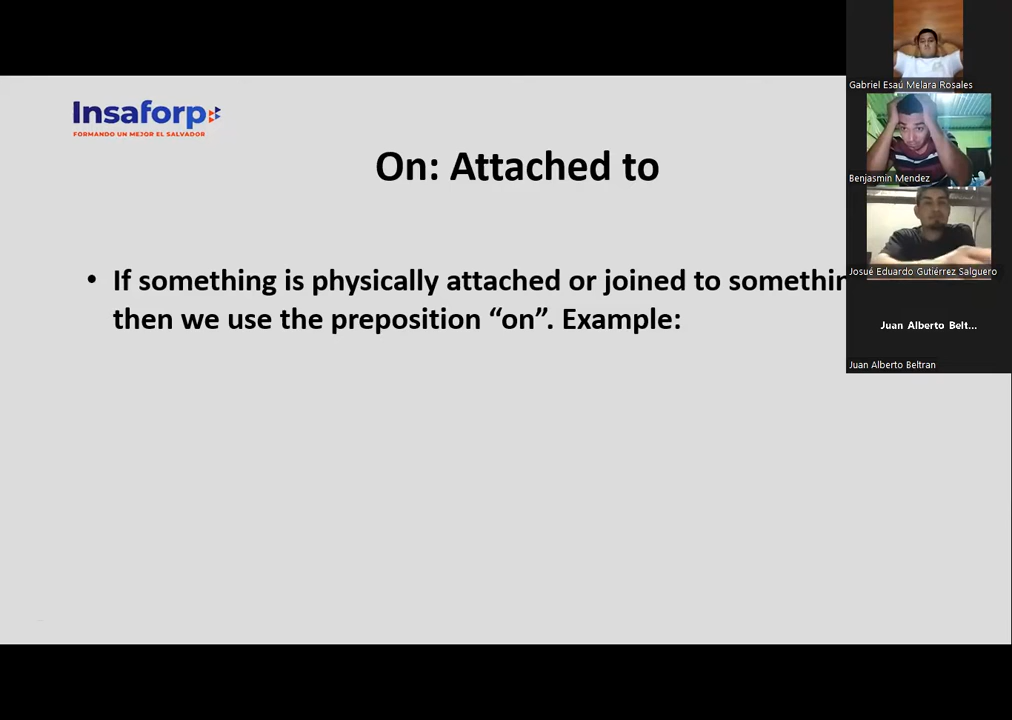 Insaforp
FORMANDO UN MEJOR EL SALVADOR
On: Attached to
• If something is physically attached or joined to somethin
then we use the preposition “on”. Example:
Gabriel Esaú Melara Rosales
Benjasmín Mendez
Josué Eduardo Gutiérrez Salguero
Juan Alberto Belt...
Juan Alberto Beltran